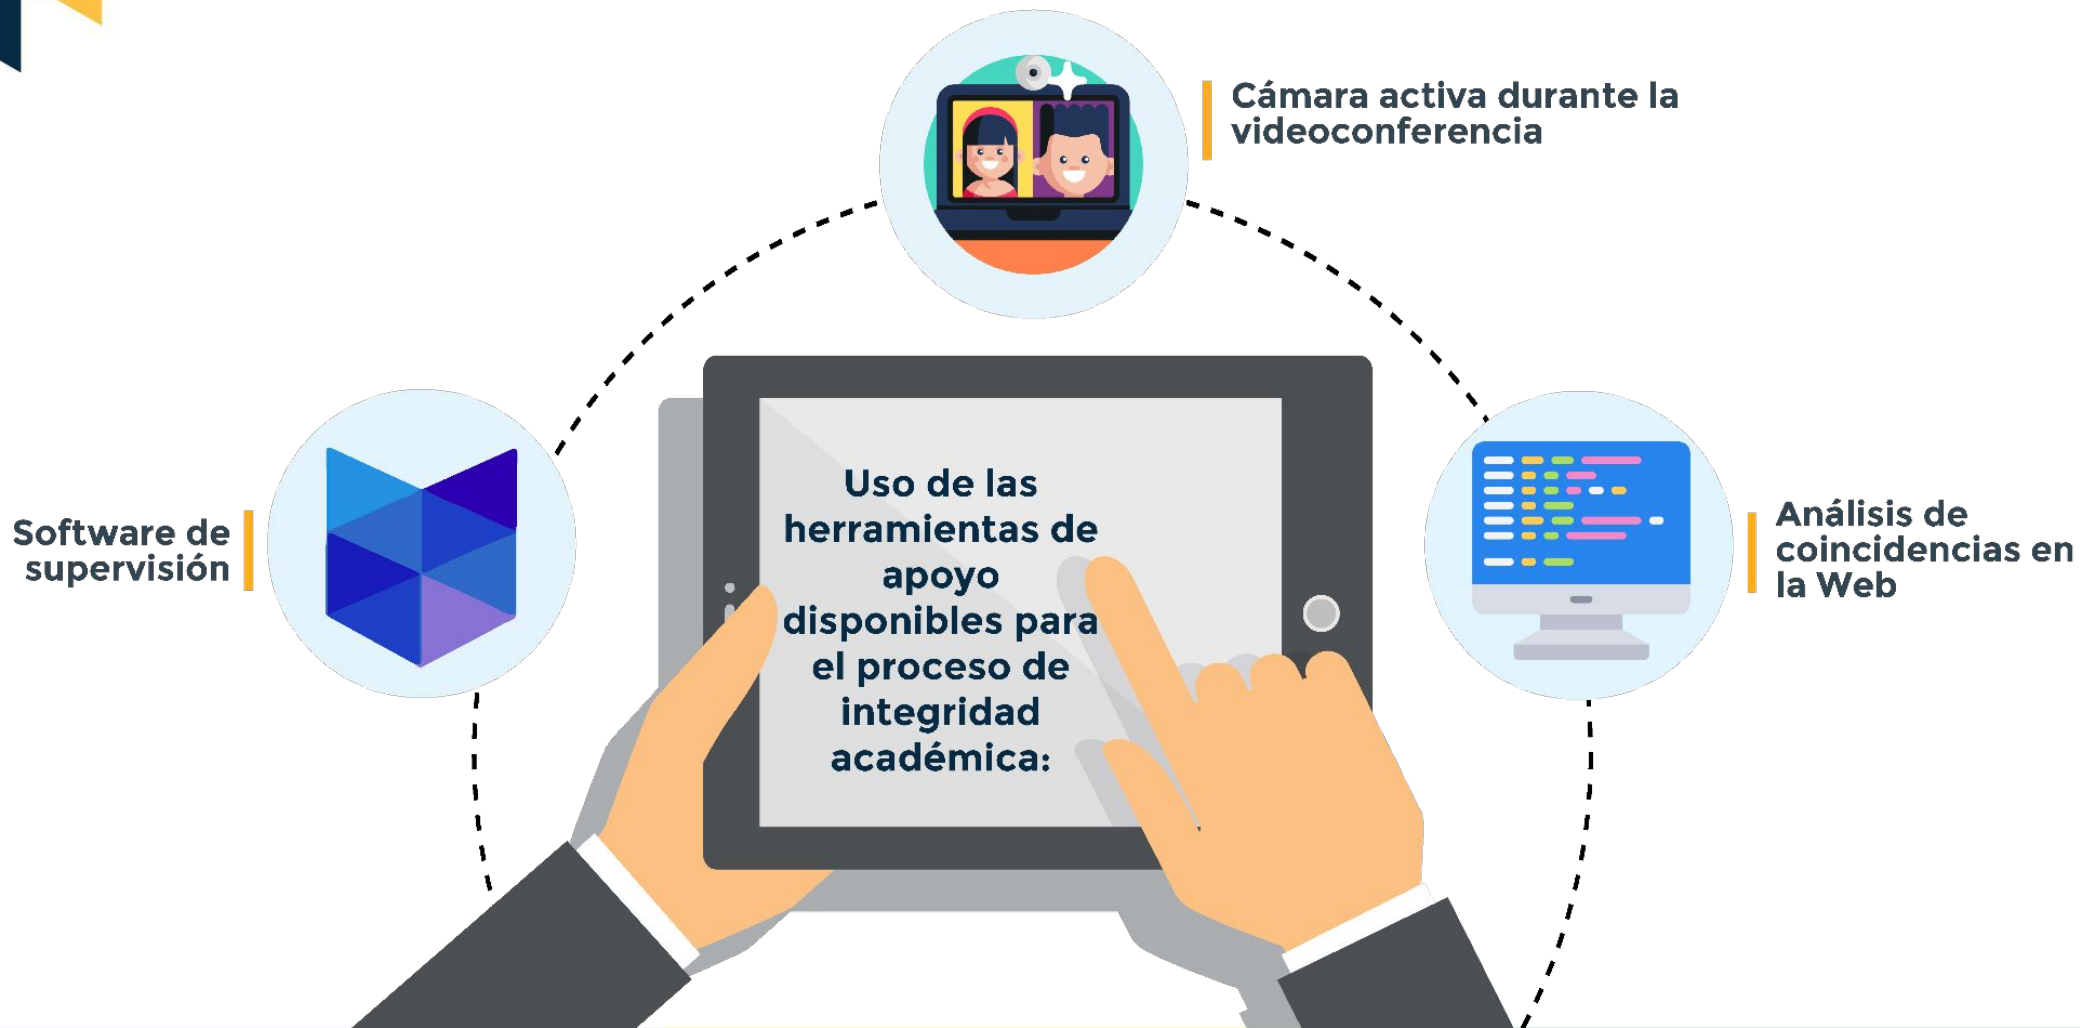 Cámara activa durante la
videoconferencia
Software de
supervisión
Uso de las
herramientas de
apoyo
disponibles para
el proceso de
integridad
académica:
Análisis de
coincidencias en
la Web